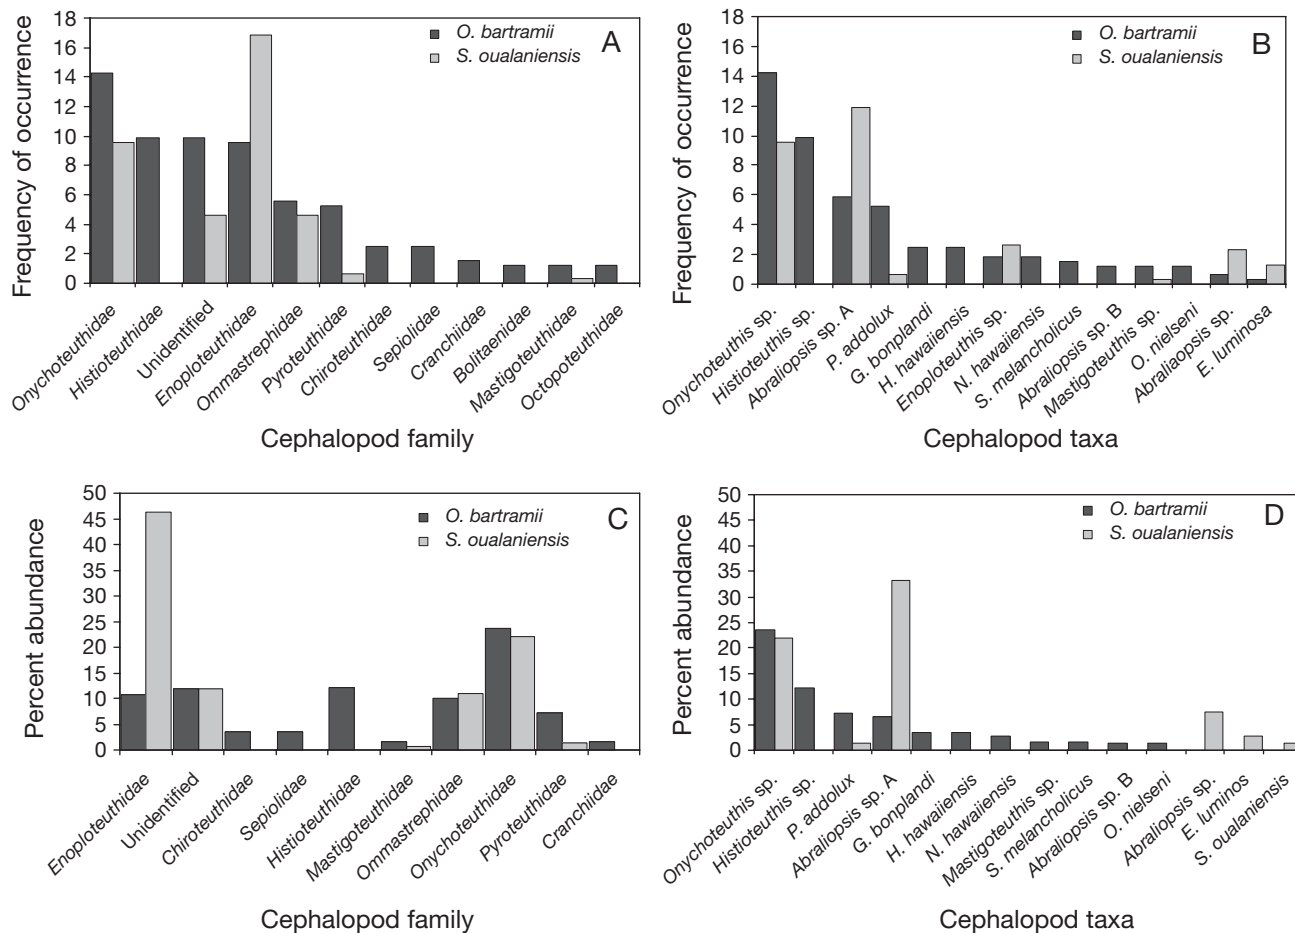 A
O. bartramii
S. oualaniensis
Frequency of occurrence
18
16
14
12
10
8
6
4
2
0
Onychoteuthidae
Histioteuthidae
Unidentified
Enoploteuthidae
Ommastrephidae
Pyroteuthidae
Chiroteuthidae
Sepiolidae
Cranchiidae
Bolitaenidae
Mastigoteuthidae
Octopoteuthidae
Cephalopod family
B
O. bartramii
S. oualaniensis
Frequency of occurrence
18
16
14
12
10
8
6
4
2
0
Onychoteuthis sp.
Histioteuthis sp.
Abraliopsis sp. A
P. addolux
G. bonplandi
H. hawaiiensis
Enoploteuthis sp.
N. hawaiiensis
S. melancholicus
Abraliopsis sp. B
Mastigoteuthis sp.
O. nielseni
Abraliaopsis sp.
E. luminosa
Cephalopod taxa
C
O. bartramii
S. oualaniensis
Percent abundance
50
45
40
35
30
25
20
15
10
5
0
Enoploteuthidae
Unidentified
Chiroteuthidae
Sepiolidae
Histioteuthidae
Mastigoteuthidae
Ommastrephidae
Onychoteuthidae
Pyroteuthidae
Cranchiidae
Cephalopod family
D
O. bartramii
S. oualaniensis
Percent abundance
50
45
40
35
30
25
20
15
10
5
0
Onychoteuthis sp.
Histioteuthis sp.
P. addolux
Abraliopsis sp. A
G. bonplandi
H. hawaiiensis
N. hawaiiensis
Mastigoteuthis sp.
S. melancholicus
Abraliopsis sp. B
O. nielseni
Abraliopsis sp.
E. luminos
S. oualaniensis
Cephalopod taxa